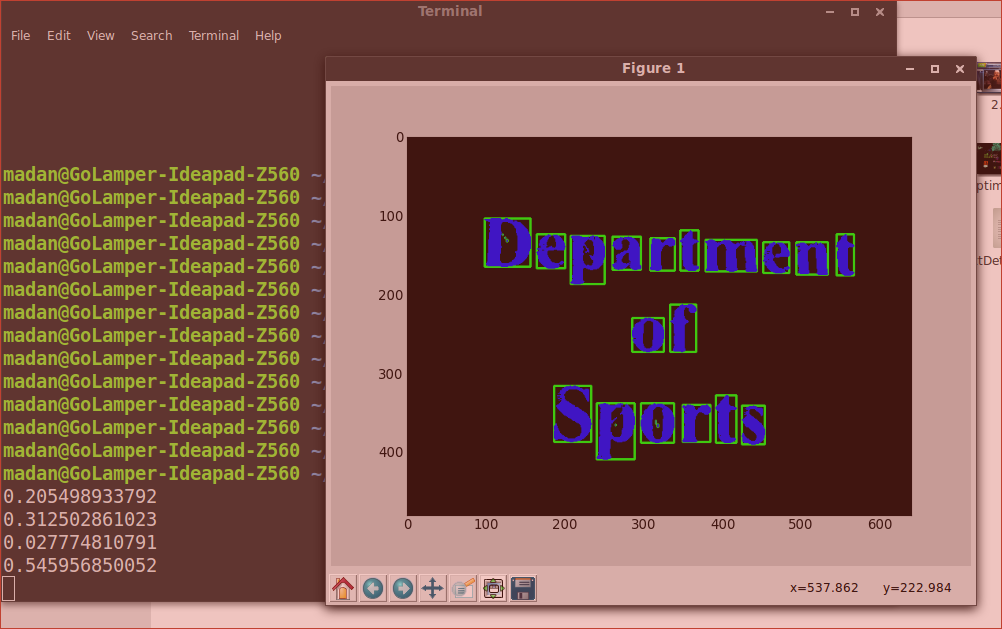 Terminal
File Edit View Search Terminal Help
Figure 1
2.
madan@GoLamper-Ideapad-Z560 ~
madan@GoLamper-Ideapad-Z560 ~
madan@GoLamper-Ideapad-Z560 ~
madan@GoLamper-Ideapad-Z560 ~
madan@GoLamper-Ideapad-Z560 ~
madan@GoLamper-Ideapad-Z560 ~
madan@GoLamper-Ideapad-Z560 ~
madan@GoLamper-Ideapad-Z560 ~
madan@GoLamper-Ideapad-Z560 ~
madan@GoLamper-Ideapad-Z560 ~
madan@GoLamper-Ideapad-Z560 ~
madan@GoLamper-Ideapad-Z560 ~
madan@GoLamper-Ideapad-Z560 ~
madan@GoLamper-Ideapad-Z560 ~
0.205498933792
0.312502861023
0.027774810791
0.545956850052
0
100
200
300
400
Department
of
Sports
0 100 200 300 400 500 600
x=537.862 y=222.984
ptim
tDet